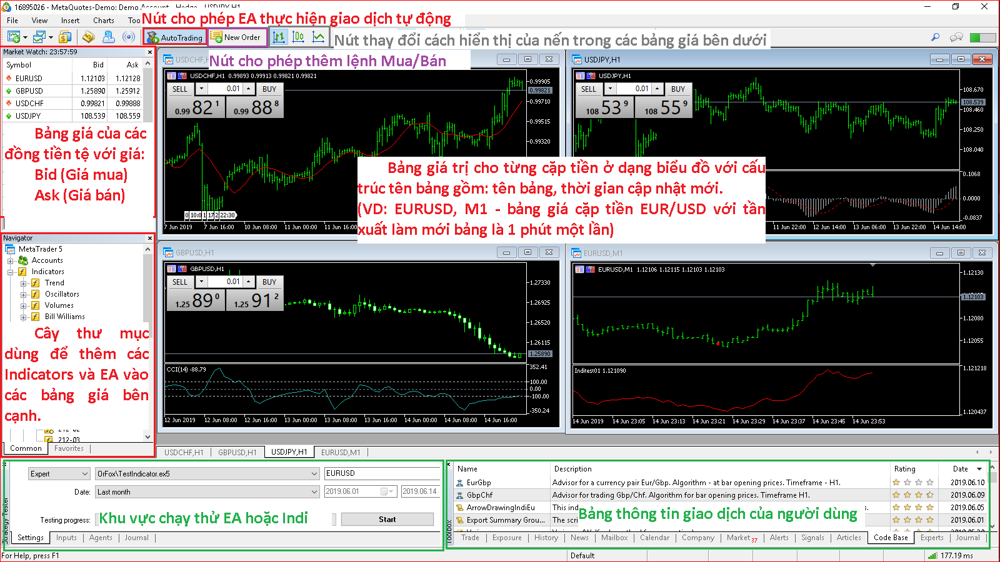 16895026 - MetaQuotes-Demo: Demo Account - Hedge - USDJPY,H1
File View Insert Charts
Nút cho phép EA thực hiện giao dịch tự động
AutoTrading New Order
Nút thay đổi cách hiển thị của nến trong các bảng giá bên dưới
Nút cho phép thêm lệnh Mua/Bán
Market Watch: 23:57:59
Symbol Bid Ask
EURUSD 1.12103 1.12128
GBPUSD 1.25890 1.25912
USDCHF 0.99821 0.99888
USDJPY 108.539 108.559
Bảng giá của các
đồng tiền tệ với giá:
Bid (Giá mua)
Ask (Giá bán)
Navigator
MetaTrader 5
Accounts
Indicators
Trend
Oscillators
Volumes
Bill Williams
Cây thư mục
dùng để thêm các
Indicators và EA vào
các bảng giá bên
cạnh.
212-03
Common Favorites
USDCHF,H1 0.99893 0.99913 0.99821 0.99821
SELL 0.01 BUY
0.99 82 1 0.99 88 8
0.99905
0.99821
0.99710
0.99515
0.99320
22:30
7 Jun 2019 7 Jun 16:00 10 Jun 08:00 11 Jun 00:00 11 Jun 16:00
USDJPY,H1
USDJPY,H1
SELL 0.01 BUY
108 53 9 108 55 9
108.670
108.539
108.460
108.250
108.040
0.1068
0.0000
-0.0837
11 Jun 22:00 12 Jun 14:00 13 Jun 06:00 13 Jun 22:00 14 Jun 14:00
Bảng giá trị cho từng cặp tiền ở dạng biểu đồ với cấu
trúc tên bảng gồm: tên bảng, thời gian cập nhật mới.
(VD: EURUSD, M1 - bảng giá cặp tiền EUR/USD với tần
xuất làm mới bảng là 1 phút một lần)
GBPUSD,H1
GBPUSD,H1
SELL 0.01 BUY
1.25 89 0 1.25 91 2
1.27330
1.26925
1.26520
1.26115
1.25890
CCI(14) -88.79
352.41
100.00
0.00
-100.00
-350.24
12 Jun 2019 12 Jun 08:00 12 Jun 16:00 13 Jun 00:00 13 Jun 08:00 13 Jun 16:00 14 Jun 00:00 14 Jun 08:00 14 Jun 16:00
EURUSD,M1
EURUSD,M1 1.12106 1.12115 1.12103 1.12103
1.12130
1.12103
1.12080
1.12055
Inditest01 1.121090
1.121218
1.120437
14 Jun 2019 14 Jun 23:05 14 Jun 23:13 14 Jun 23:21 14 Jun 23:29 14 Jun 23:37 14 Jun 23:45 14 Jun 23:53
USDCHF,H1 GBPUSD,H1 USDJPY,H1 EURUSD,M1
Expert OrFox\TestIndicator.ex5 EURUSD
Date: Last month 2019.06.01 2019.06.14
Testing progress: Start
Khu vực chạy thử EA hoặc Indi
Settings Inputs Agents Journal
Strategy Tester
Toolbox
Name Description Rating Date
EurGbp Advisor for a currency pair Eur/Gbp. Algorithm - at bar opening prices. Timeframe - H1. 2019.06.10
GbpChf Advisor for trading Gbp/Chf. Algorithm for bar opening prices. Timeframe H1. 2019.06.09
ArrowDrawingIndiEu This 2019.06.05
Export Summary Grou... The 2019.06.01
Bảng thông tin giao dịch của người dùng
Trade Exposure History News Mailbox Calendar Company Market 37 Alerts Signals Articles Code Base Experts Journal
For Help, press F1 Default 177.19 ms